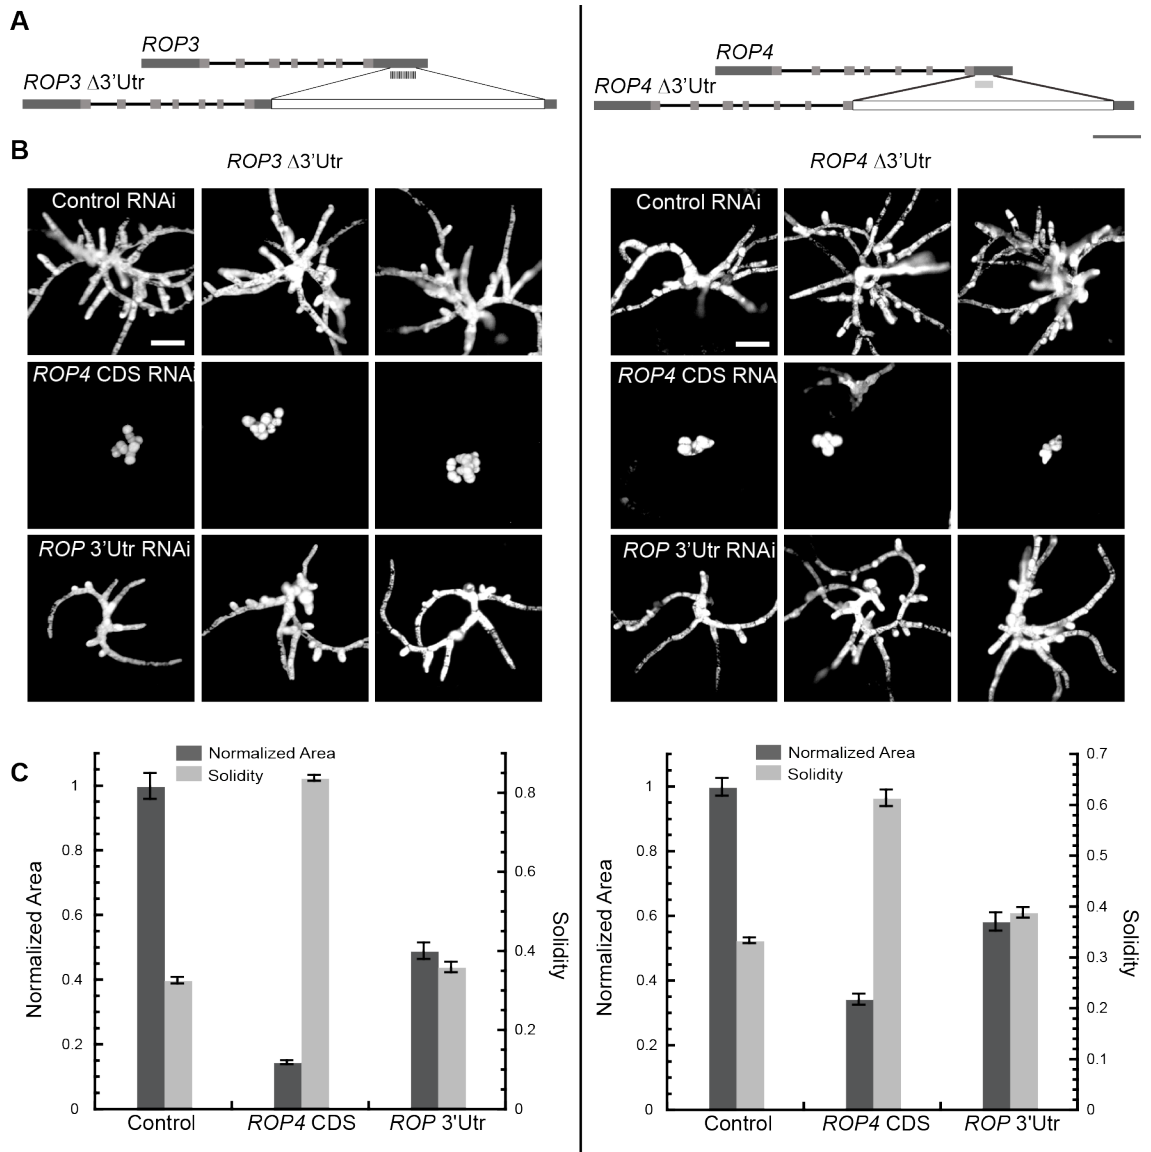 A
ROP3
ROP3 Δ3'Utr
ROP4
ROP4 Δ3'Utr
B
ROP3 Δ3'Utr
Control RNAi
ROP4 CDS RNAi
ROP 3'Utr RNAi
ROP4 Δ3'Utr
Control RNAi
ROP4 CDS RNA
ROP 3'Utr RNAi
C
Normalized Area
Solidity
Normalized Area
1
0.8
0.6
0.4
0.2
0
Solidity
0.8
0.6
0.4
0.2
0
Control
ROP4 CDS
ROP 3'Utr
Normalized Area
Solidity
Normalized Area
1
0.8
0.6
0.4
0.2
0
Solidity
0.7
0.6
0.5
0.4
0.3
0.2
0.1
0
Control
ROP4 CDS
ROP 3'Utr